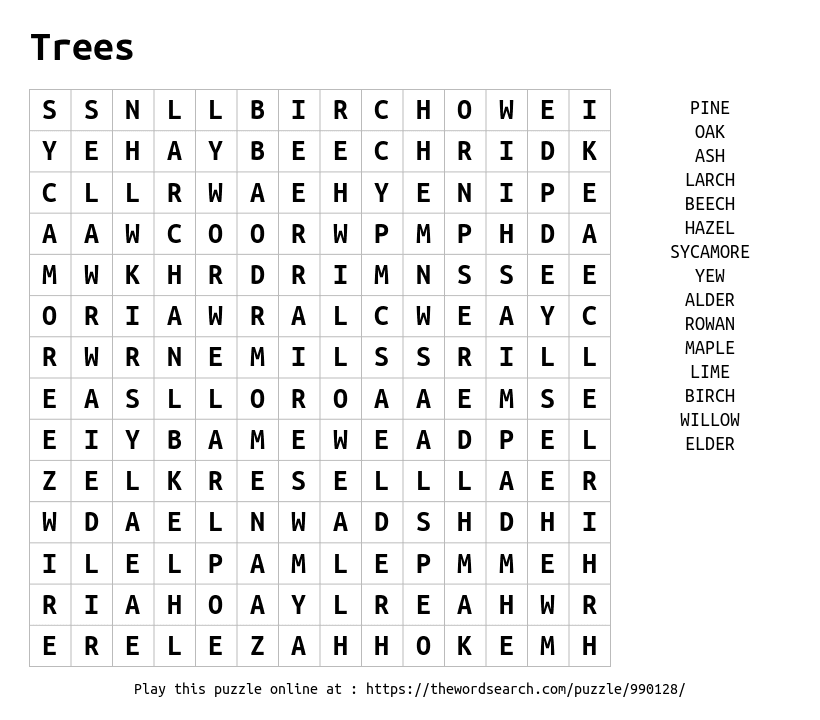 Trees
S S N L L B I R C H O W E I
Y E H A Y B E E C H R I D K
C L L R W A E H Y E N I P E
A A W C O O R W P M P H D A
M W K H R D R I M N S S E E
O R I A W R A L C W E A Y C
R W R N E M I L S S R I L L
E A S L L O R O A A E M S E
E I Y B A M E W E A D P E L
Z E L K R E S E L L L A E R
W D A E L N W A D S H D H I
I L E L P A M L E P M M E H
R I A H O A Y L R E A H W R
E R E L E Z A H H O K E M H
PINE
OAK
ASH
LARCH
BEECH
HAZEL
SYCAMORE
YEW
ALDER
ROWAN
MAPLE
LIME
BIRCH
WILLOW
ELDER
Play this puzzle online at : https://thewordsearch.com/puzzle/990128/